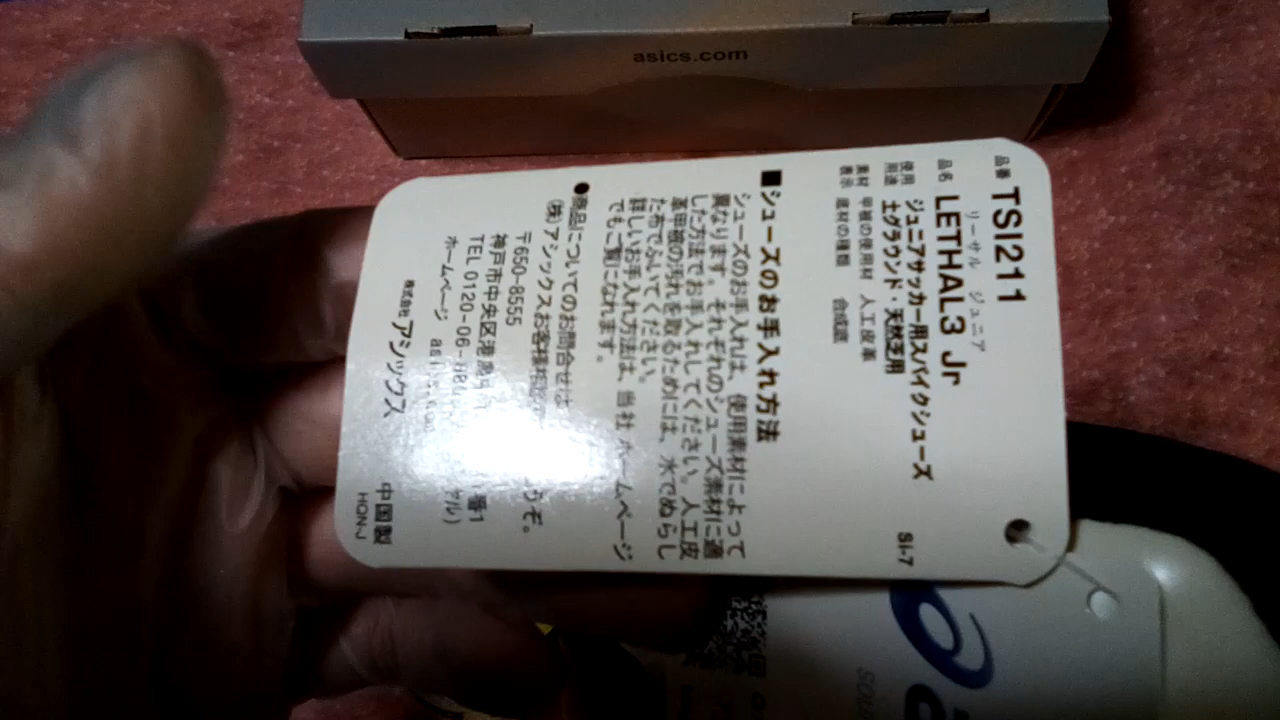 asics.com
品番 TSI211
リーサル ジュニア
品名 LETHAL3 Jr
使用 ジュニアサッカー用スパイクシューズ
用途 土グラウンド・天然芝用
SI-7
素材 甲被の使用材 人工皮革
表示 底材の種類 合成底
■シューズのお手入れ方法
シューズのお手入れは、使用素材によって
異なります。それぞれのシューズ素材に適
した方法でお手入れしてください。人工皮
革甲被の汚れを取るためには、水でぬらし
た布でふいてください。
詳しいお手入れ方法は、当社ホームページ
でもご覧になれます。
●商品についてのお問合せは
(株)アシックスお客様相談 うぞ。
〒650-8555
神戸市中央区港島 番1
TEL 0120-06- ヤル)
ホームページ asics.co
株式会社 アシックス
中国製
HON-J